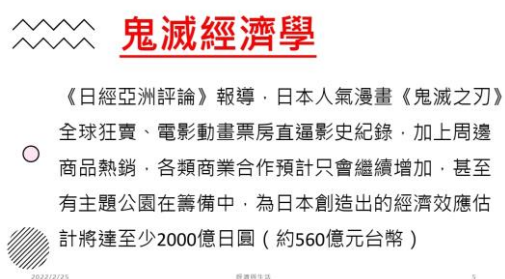 鬼滅經濟學
《日經亞洲評論》報導，日本人氣漫畫《鬼滅之刃》
全球狂賣、電影動畫票房直逼影史紀錄，加上周邊
商品熱銷，各類商業合作預計只會繼續增加，甚至
有主題公園在籌備中，為日本創造出的經濟效應估
計將達至少2000億日圓（約560億元台幣）
2022/2/25
經濟與生活
5